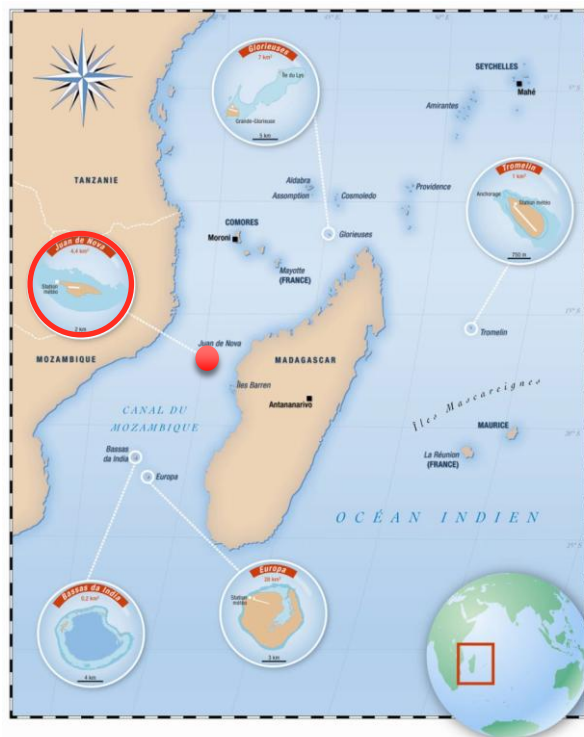 Glorieuses
7 km²
Île du Lys
Grande-Glorieuse
5 km
SEYCHELLES
Mahé
Amirantes
TANZANIE
Aldabra
Assomption
Cosmoledo
Providence
Tromelin
1 km²
Anchorage
Station météo
750 m
COMORES
Moroni
Glorieuses
Mayotte
(FRANCE)
Juan de Nova
4,4 km²
Station
météo
2 km
MOZAMBIQUE
Juan de Nova
MADAGASCAR
Îles Barren
Antananarivo
Tromelin
Îles Mascareignes
CANAL DU
MOZAMBIQUE
MAURICE
La Réunion
(FRANCE)
Bassas
da India
Europa
OCÉAN INDIEN
Bassas da India
0,2 km²
4 km
Europa
28 km²
Station
météo
3 km